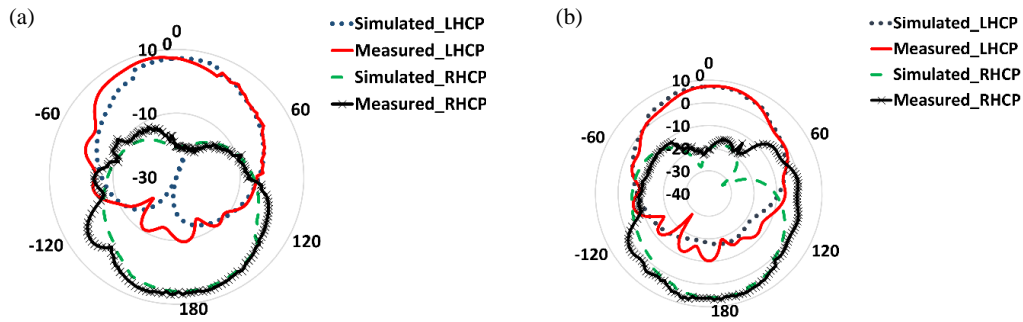 (a)
Simulated_LHCP
Measured_LHCP
Simulated_RHCP
Measured_RHCP
0
10 0
-10
-30
-60
60
-120
120
180
(b)
Simulated_LHCP
Measured_LHCP
Simulated_RHCP
Measured_RHCP
0
10 0
0
-10
-20
-30
-40
-60
60
-120
120
180